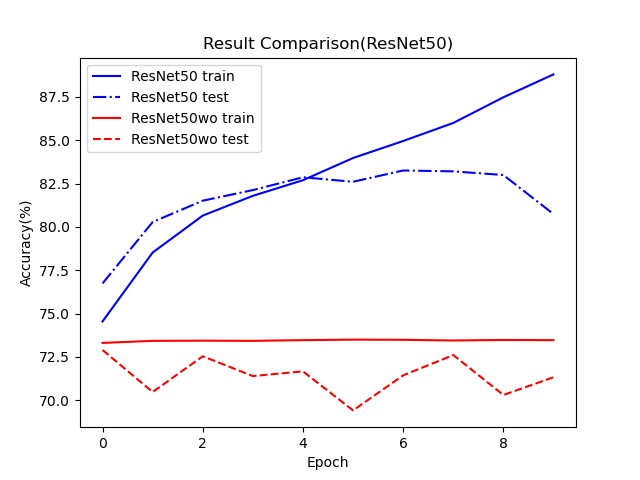 Result Comparison(ResNet50)
ResNet50 train
ResNet50 test
ResNet50wo train
ResNet50wo test
Accuracy(%)
87.5
85.0
82.5
80.0
77.5
75.0
72.5
70.0
0 2 4 6 8
Epoch